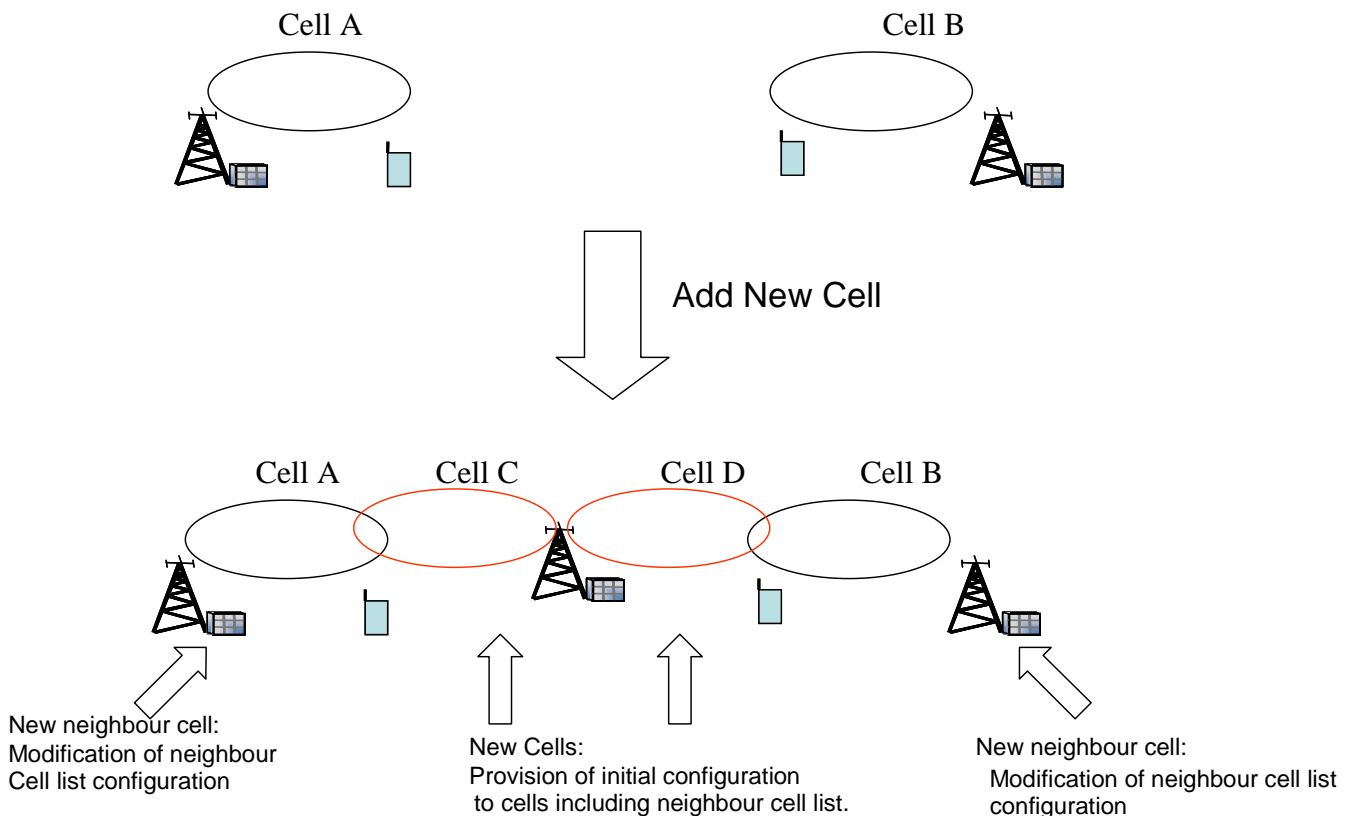 Cell A
Cell B
Add New Cell
Cell A
Cell C
Cell D
Cell B
New neighbour cell:
Modification of neighbour
Cell list configuration
New Cells:
Provision of initial configuration
to cells including neighbour cell list.
New neighbour cell:
Modification of neighbour cell list
configuration